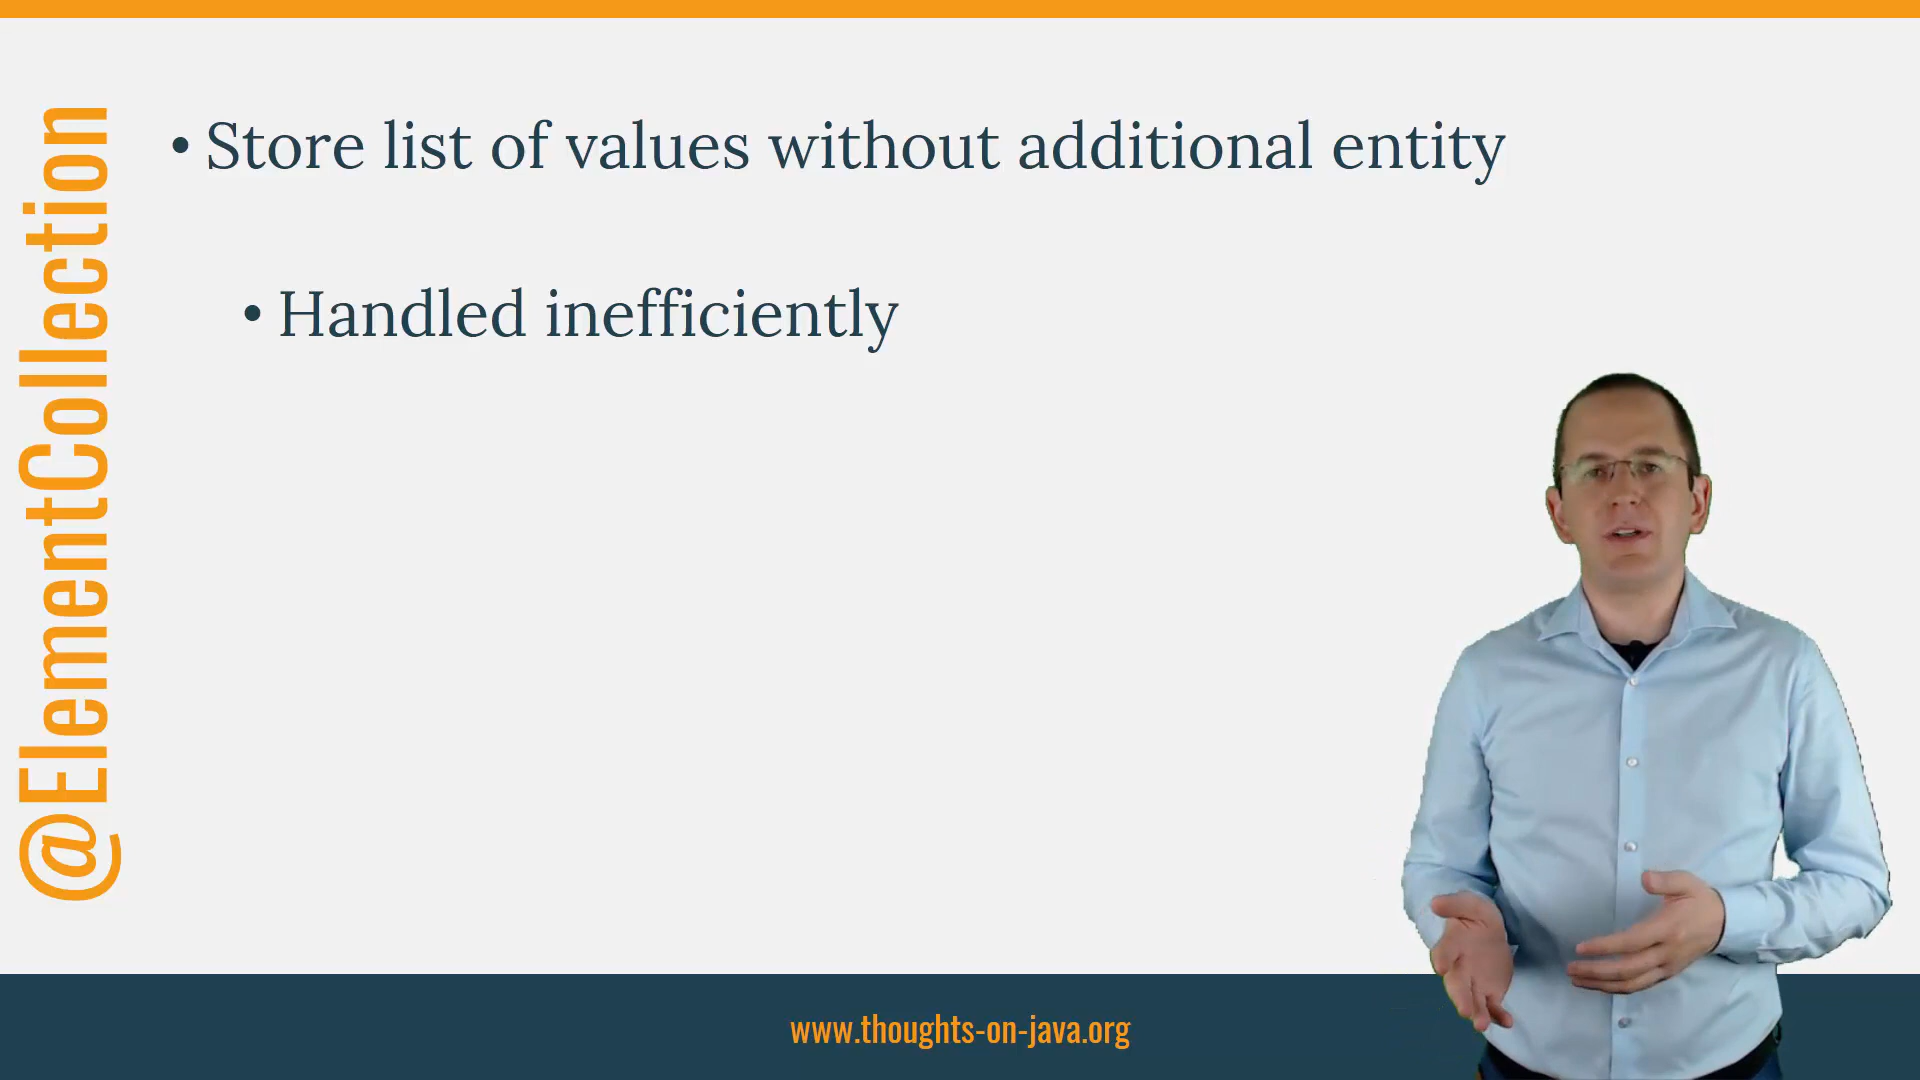 @ElementCollection
• Store list of values without additional entity
• Handled inefficiently
www.thoughts-on-java.org